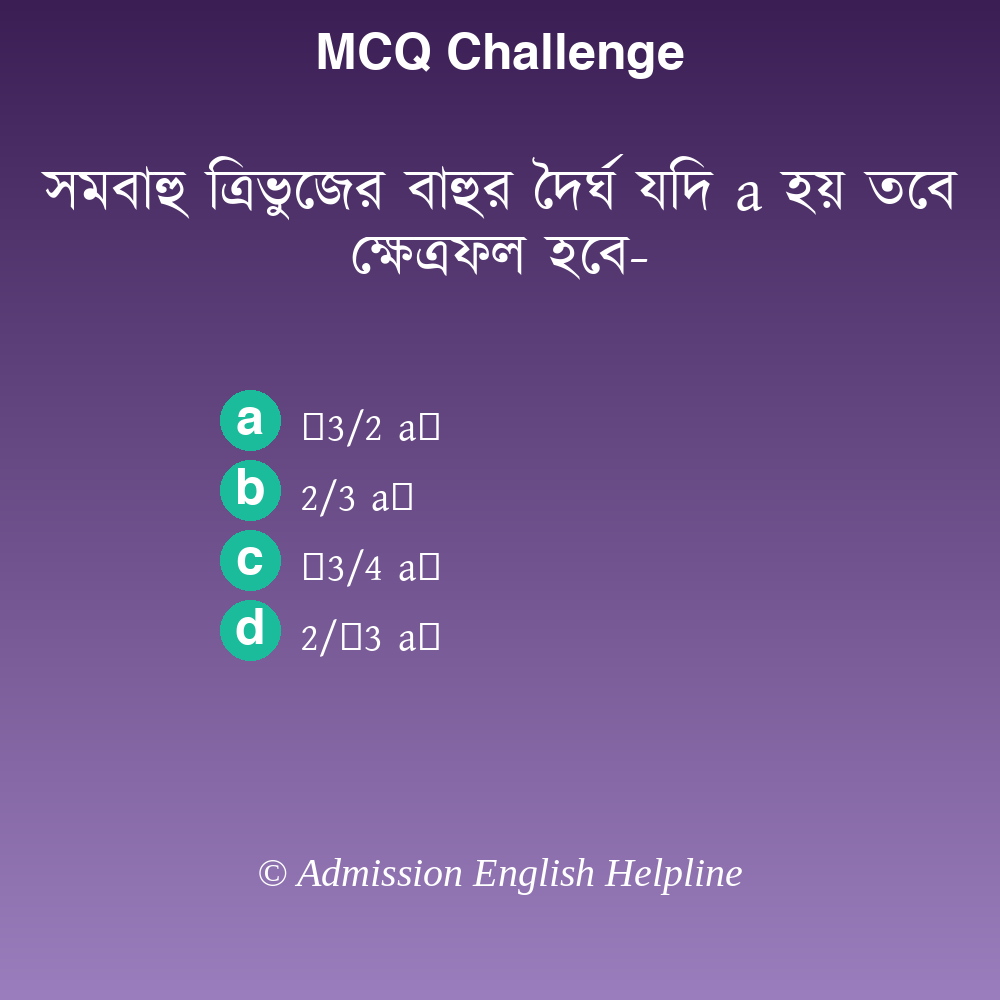 MCQ Challenge
সমবাহু ত্রিভুজের বাহুর দৈর্ঘ যদি a হয় তবে
ক্ষেত্রফল হবে-
a □3/2 a□
b 2/3 a□
c □3/4 a□
d 2/□3 a□
© Admission English Helpline